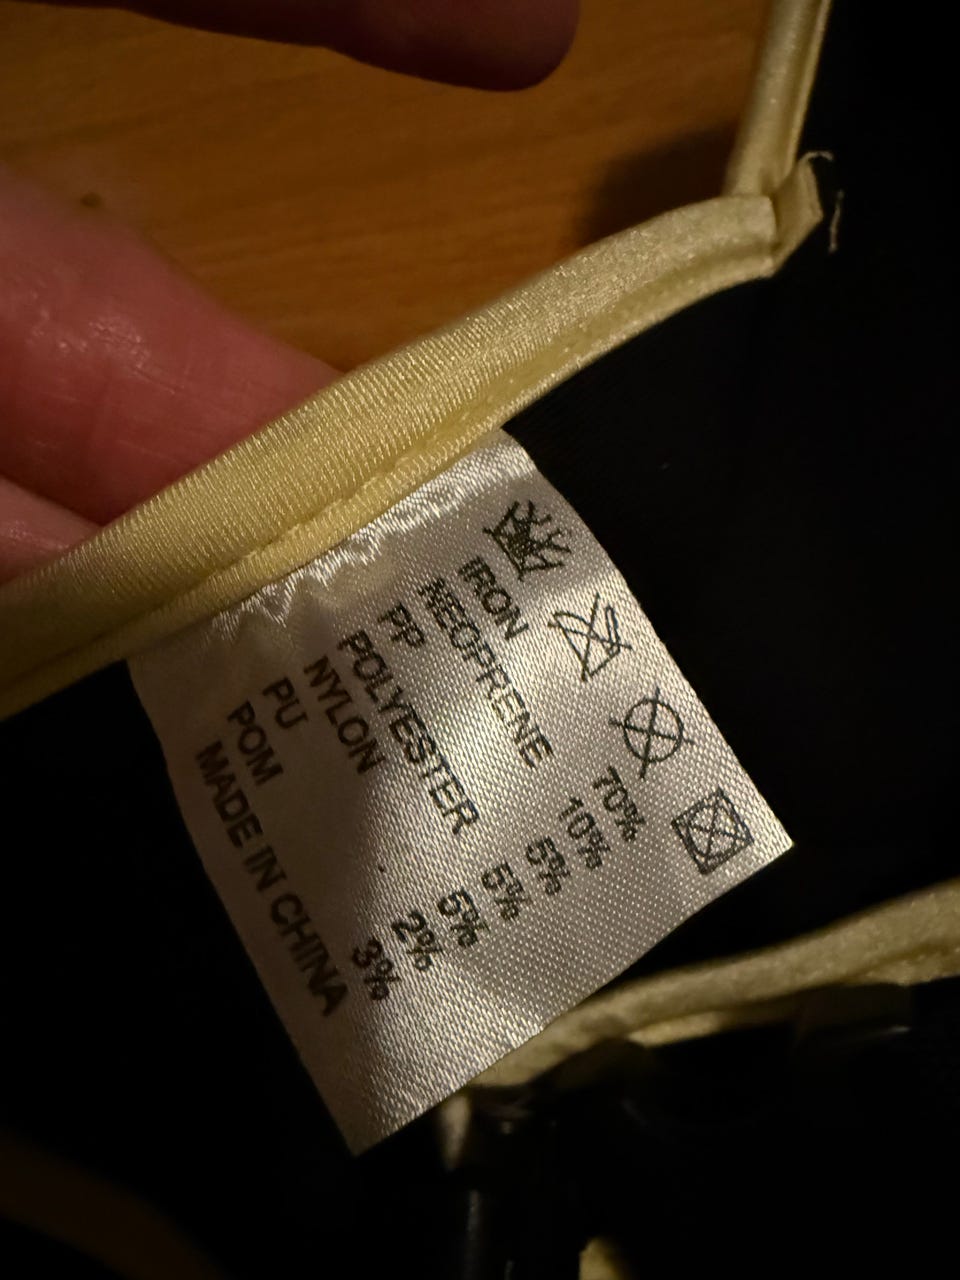 IRON 70%
NEOPRENE 10%
PP 5%
POLYESTER 5%
NYLON 5%
PU 2%
POM 3%
MADE IN CHINA